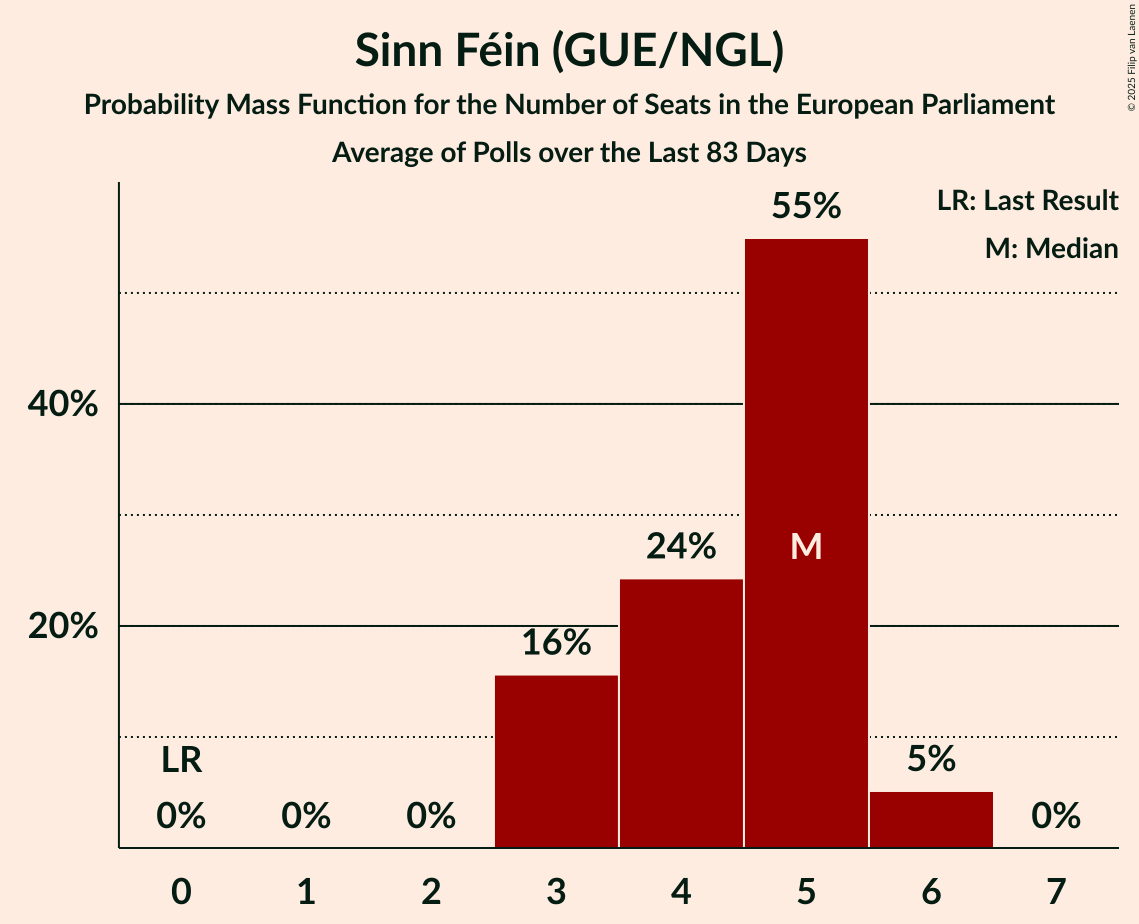 Sinn Féin (GUE/NGL)
Probability Mass Function for the Number of Seats in the European Parliament
Average of Polls over the Last 83 Days
© 2025 Filip van Laenen
LR: Last Result
M: Median
55%
40%
24%
M
20%
16%
LR
5%
0%
0%
0%
0%
0 1 2 3 4 5 6 7